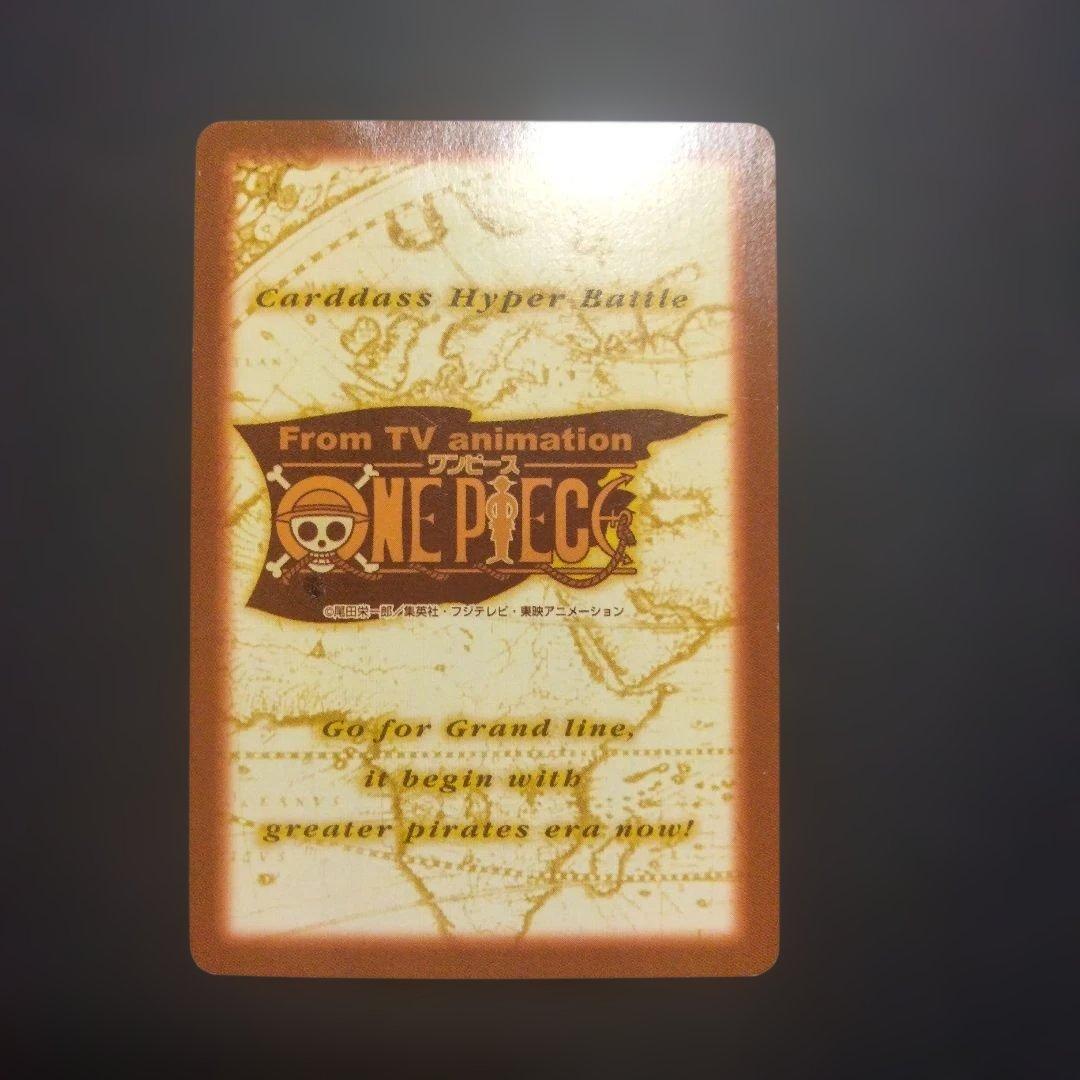 Carddass Hyper Battle
From TV animation
ワンピース
ONE PIECE
©尾田栄一郎／集英社・フジテレビ・東映アニメーション
Go for Grand line,
it begin with
greater pirates era now!